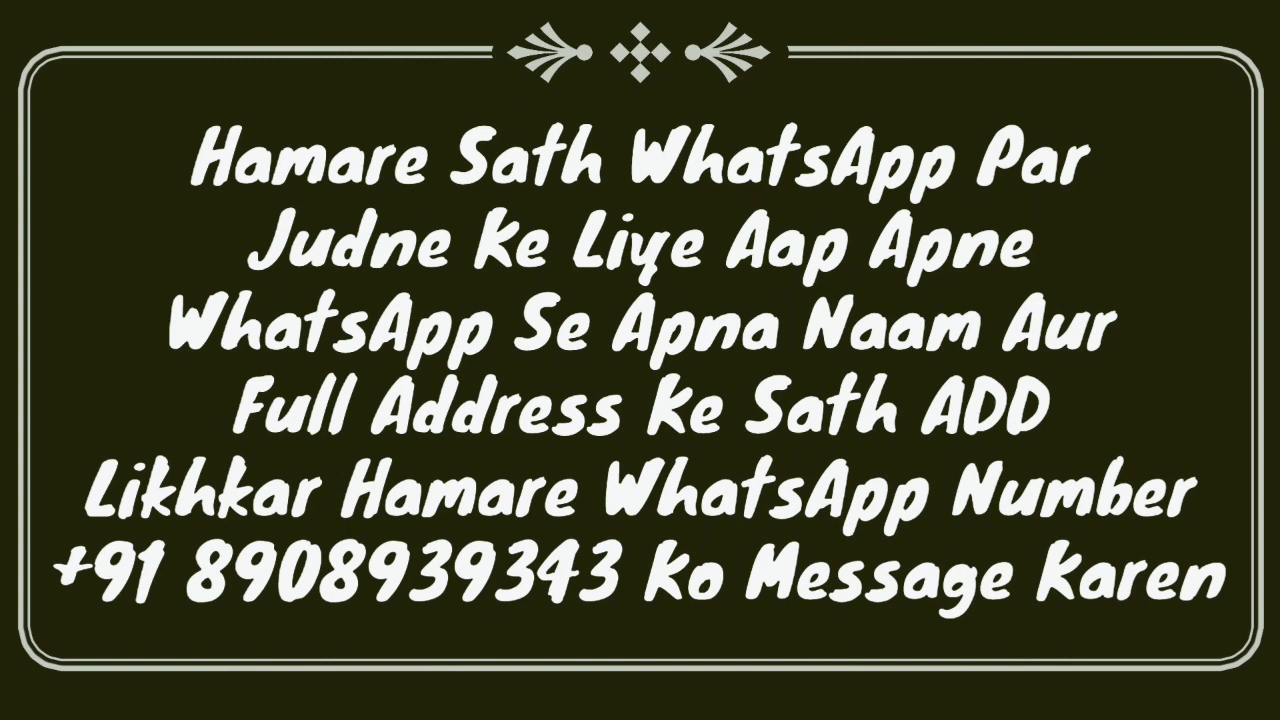 Hamare Sath WhatsApp Par
Judne Ke Liye Aap Apne
WhatsApp Se Apna Naam Aur
Full Address Ke Sath ADD
Likhkar Hamare WhatsApp Number
+91 8908939343 Ko Message Karen